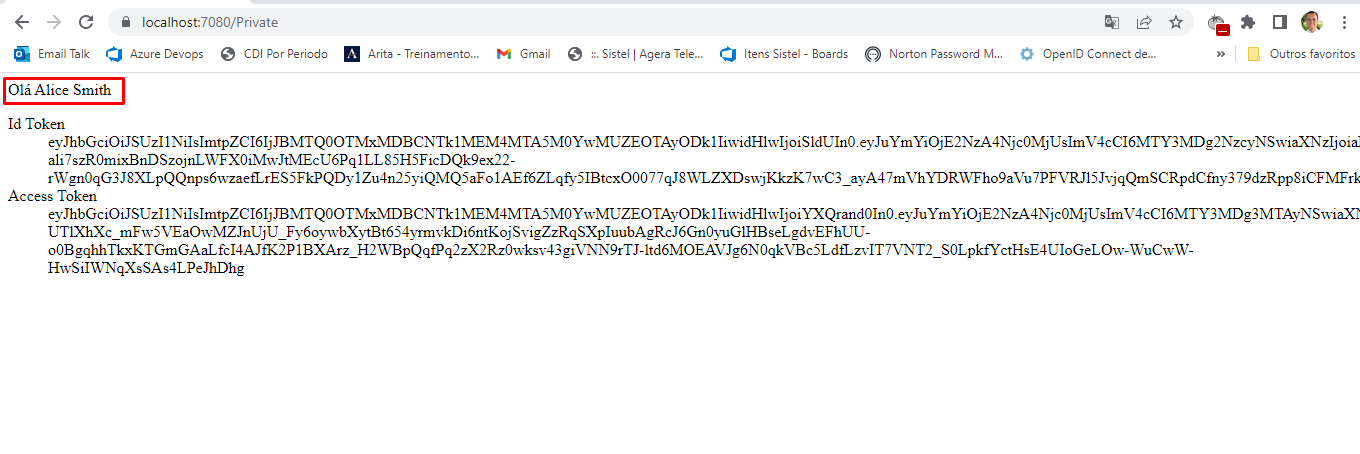 localhost:7080/Private
Email Talk Azure Devops CDI Por Periodo Arita - Treinamento... Gmail ::. Sistel | Agera Tele... Itens Sistel - Boards Norton Password M... OpenID Connect de... » Outros favoritos
Olá Alice Smith
Id Token
eyJhbGciOiJSUzI1NiIsImtpZCI6IjJBMTQ0OTMxMDBCNTk1MEM4MTA5M0YwMUZEOTAyODk1IiwidHlwIjoiSldUIn0.eyJuYmYiOjE2NzA4Njc0MjUsImV4cCI6MTY3MDg2NzcyNSwiaXNzIjoia
ali7szR0mixBnDSzojnLWFX0iMwJtMEcU6Pq1LL85H5FicDQk9ex22-
rWgn0qG3J8XLpQQnps6wzaefLrES5FkPQDy1Zu4n25yiQMQ5aFo1AEf6ZLqfy5IBtcxO0077qJ8WLZXDswjKkzK7wC3_ayA47mVhYDRWFho9aVu7PFVRJl5JvjqQmSCRpdCfny379dzRpp8iCFMFrk
Access Token
eyJhbGciOiJSUzI1NiIsImtpZCI6IjJBMTQ0OTMxMDBCNTk1MEM4MTA5M0YwMUZEOTAyODk1IiwidHlwIjoiYXQrand0In0.eyJuYmYiOjE2NzA4Njc0MjUsImV4cCI6MTY3MDg3MTAyNSwiaXN
UTlXhXc_mFw5VEaOwMZJnUjU_Fy6oywbXytBt654yrmvkDi6ntKojSvigZzRqSXpIuubAgRcJ6Gn0yuGlHBseLgdvEFhUU-
o0BgqhhTkxKTGmGAaLfcI4AJfK2P1BXArz_H2WBpQqfPq2zX2Rz0wksv43giVNN9rTJ-ltd6MOEAVJg6N0qkVBc5LdfLzvIT7VNT2_S0LpkfYctHsE4UIoGeLOw-WuCwW-
HwSiIWNqXsSAs4LPeJhDhg